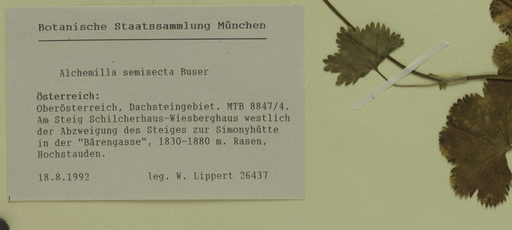 Botanische Staatssammlung München
Alchemilla semisecta Buser
Österreich:
Oberösterreich, Dachsteingebiet. MTB 8847/4.
Am Steig Schilcherhaus-Wiesberghaus westlich
der Abzweigung des Steiges zur Simonyhütte
in der "Bärengasse", 1830-1880 m. Rasen,
Hochstauden.
18.8.1992 leg. W. Lippert 26437